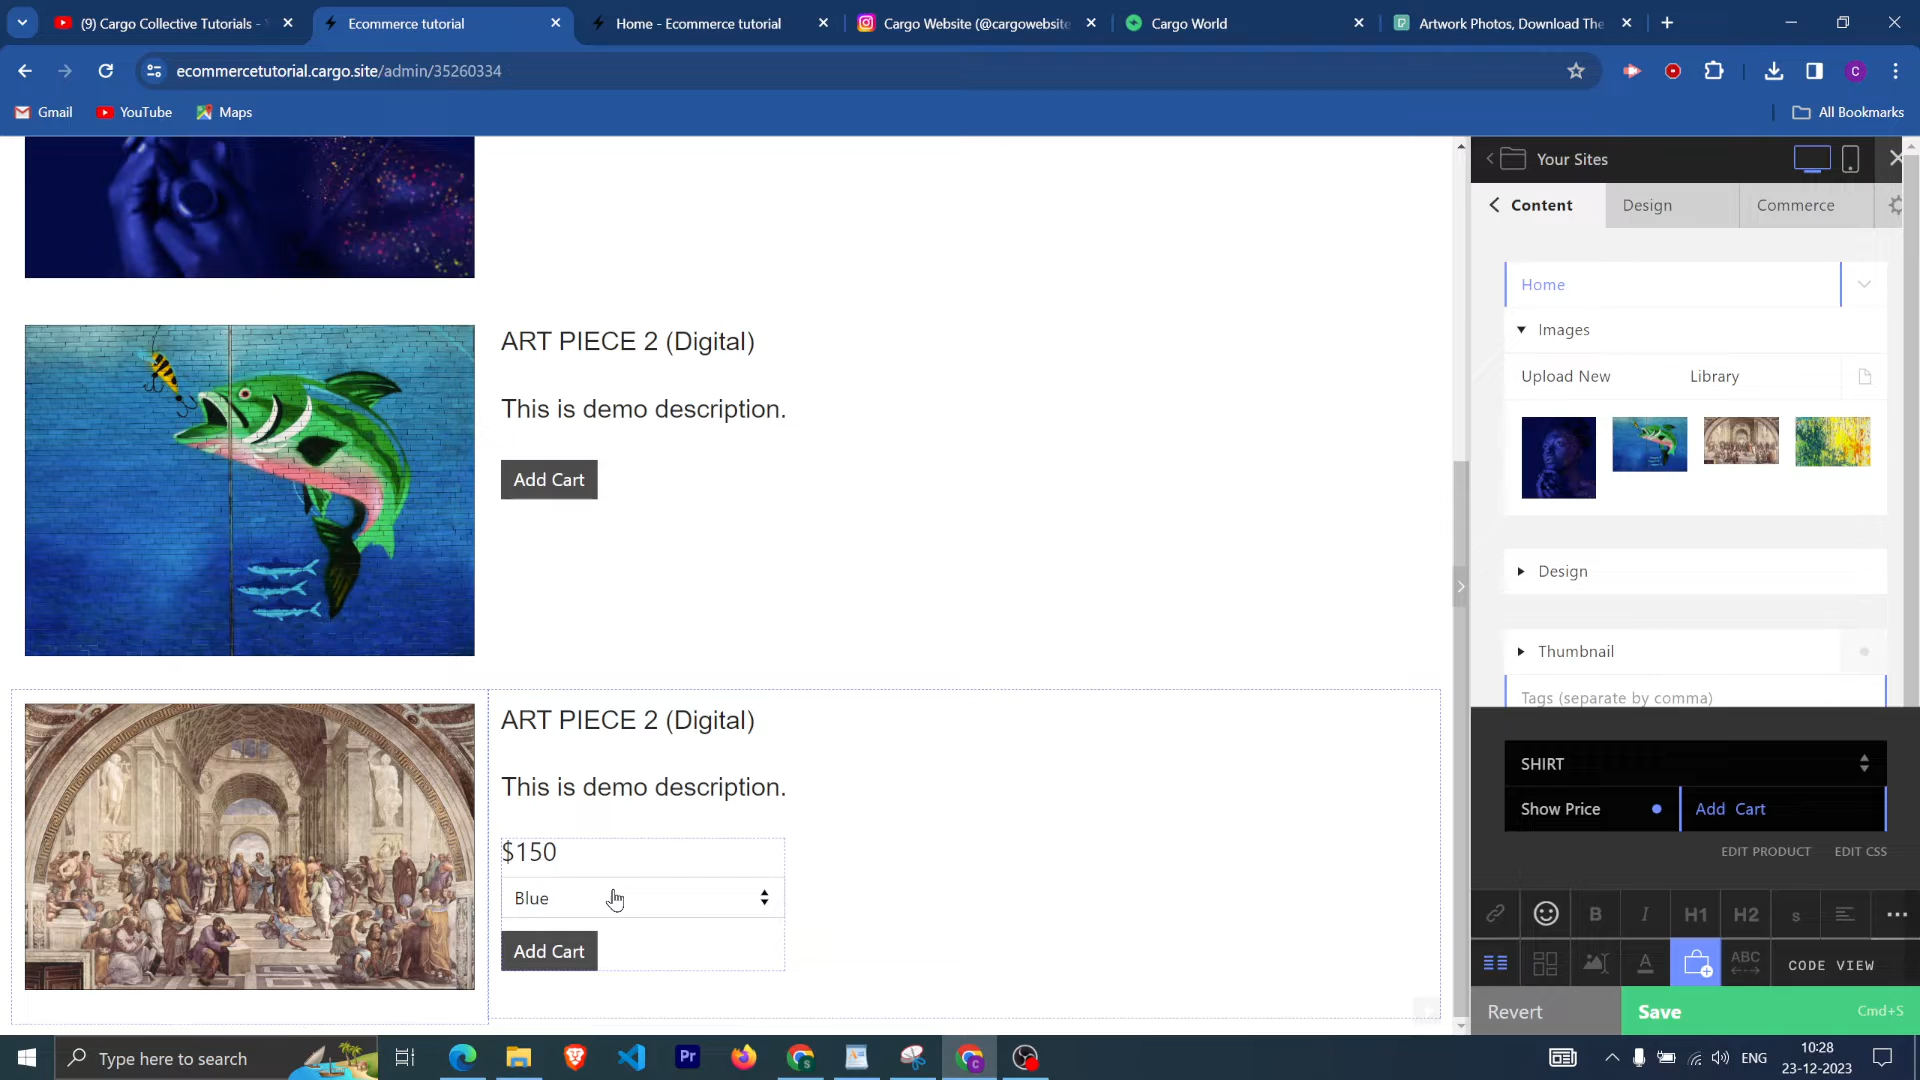 (9) Cargo Collective Tutorials -
Ecommerce tutorial
Home - Ecommerce tutorial
Cargo Website (@cargowebsite
Cargo World
Artwork Photos, Download The
ecommercetutorial.cargo.site/admin/35260334
C
Gmail
YouTube
Maps
All Bookmarks
Your Sites
Content
Design
Commerce
Home
Images
Upload New
Library
Design
Thumbnail
Tags (separate by comma)
ART PIECE 2 (Digital)
This is demo description.
Add Cart
ART PIECE 2 (Digital)
This is demo description.
$150
Blue
Add Cart
SHIRT
Show Price
Add Cart
EDIT PRODUCT
EDIT CSS
B
I
H1
H2
s
A
ABC
CODE VIEW
Revert
Save
Cmd+S
Type here to search
Pr
ENG
10:28
23-12-2023